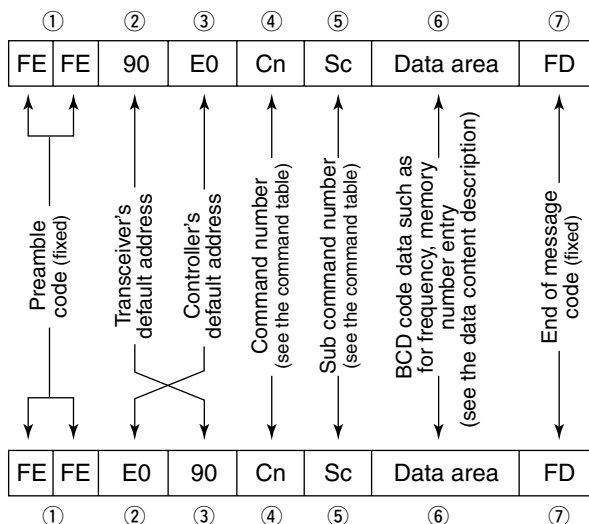 ① ② ③ ④ ⑤ ⑥ ⑦
FE FE 90 E0 Cn Sc Data area FD
Preamble
code (fixed)
Transceiver's
default address
Controller's
default address
Command number
(see the command table)
Sub command number
(see the command table)
BCD code data such as
for frequency, memory
number entry
(see the data content description)
End of message
code (fixed)
FE FE E0 90 Cn Sc Data area FD
① ② ③ ④ ⑤ ⑥ ⑦